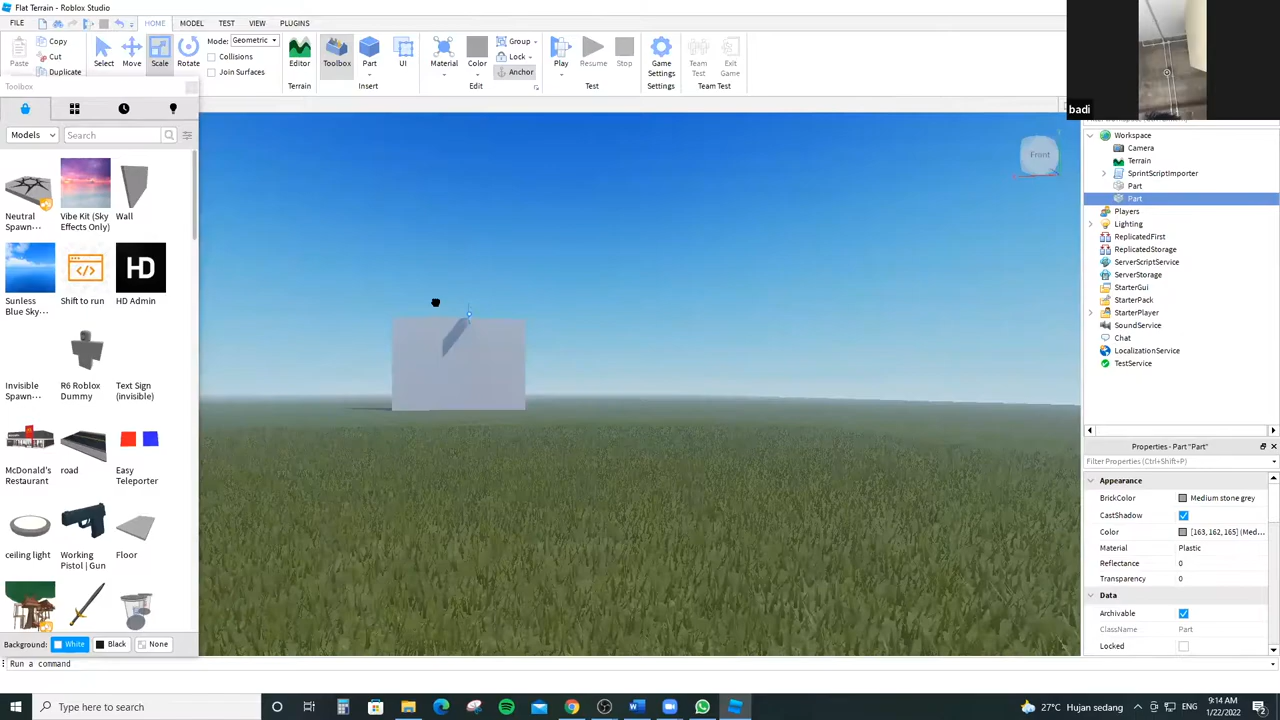 Flat Terrain - Roblox Studio
FILE HOME MODEL TEST VIEW PLUGINS
Paste Copy Cut Duplicate
Select Move Scale Rotate
Mode: Geometric
Collisions
Join Surfaces
Editor Toolbox Part UI Material Color
Group
Lock
Anchor
Play Resume Stop Game Settings Team Test Exit Game
Terrain Insert Edit Test Settings Team Test
badi
Toolbox
Models Search
Neutral Spawn...
Vibe Kit (Sky Effects Only)
Wall
Sunless Blue Sky...
Shift to run
HD
HD Admin
Invisible Spawn...
R6 Roblox Dummy
Text Sign (invisible)
McDonald's Restaurant
road
Easy Teleporter
ceiling light
Working Pistol | Gun
Floor
Background: White Black None
Run a command
Front
Workspace
Camera
Terrain
SprintScriptImporter
Part
Part
Players
Lighting
ReplicatedFirst
ReplicatedStorage
ServerScriptService
ServerStorage
StarterGui
StarterPack
StarterPlayer
SoundService
Chat
LocalizationService
TestService
Properties - Part "Part"
Filter Properties (Ctrl+Shift+P)
Appearance
BrickColor Medium stone grey
CastShadow
Color [163, 162, 165] (Med...
Material Plastic
Reflectance 0
Transparency 0
Data
Archivable
ClassName Part
Locked
Type here to search
27°C Hujan sedang
9:14 AM
1/22/2022
2